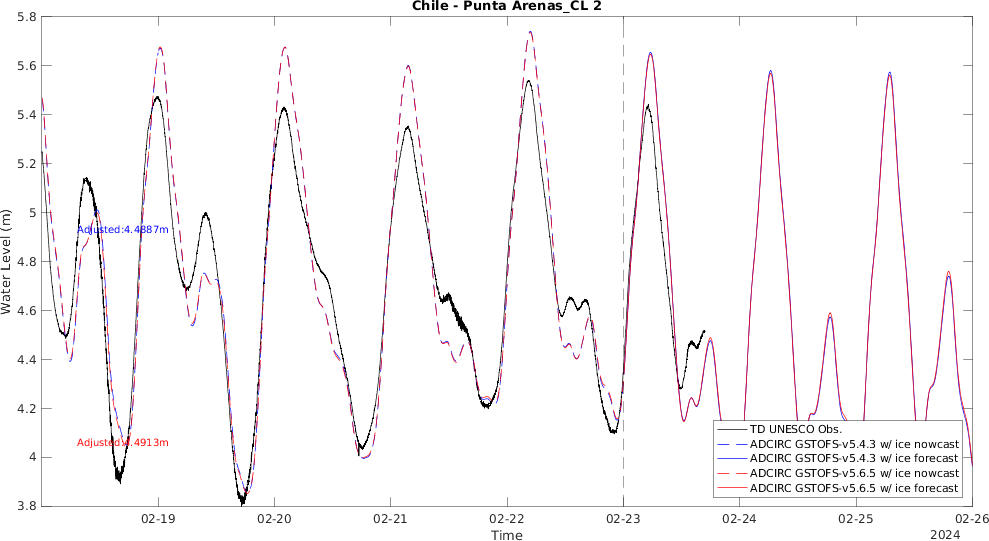 Chile - Punta Arenas_CL 2
5.8
5.6
5.4
5.2
5
4.8
4.6
4.4
4.2
4
3.8
Water Level (m)
Adjusted:4.4887m
Adjusted:4.4913m
TD UNESCO Obs.
ADCIRC GSTOFS-v5.4.3 w/ ice nowcast
ADCIRC GSTOFS-v5.4.3 w/ ice forecast
ADCIRC GSTOFS-v5.6.5 w/ ice nowcast
ADCIRC GSTOFS-v5.6.5 w/ ice forecast
02-19 02-20 02-21 02-22 02-23 02-24 02-25 02-26
Time
2024